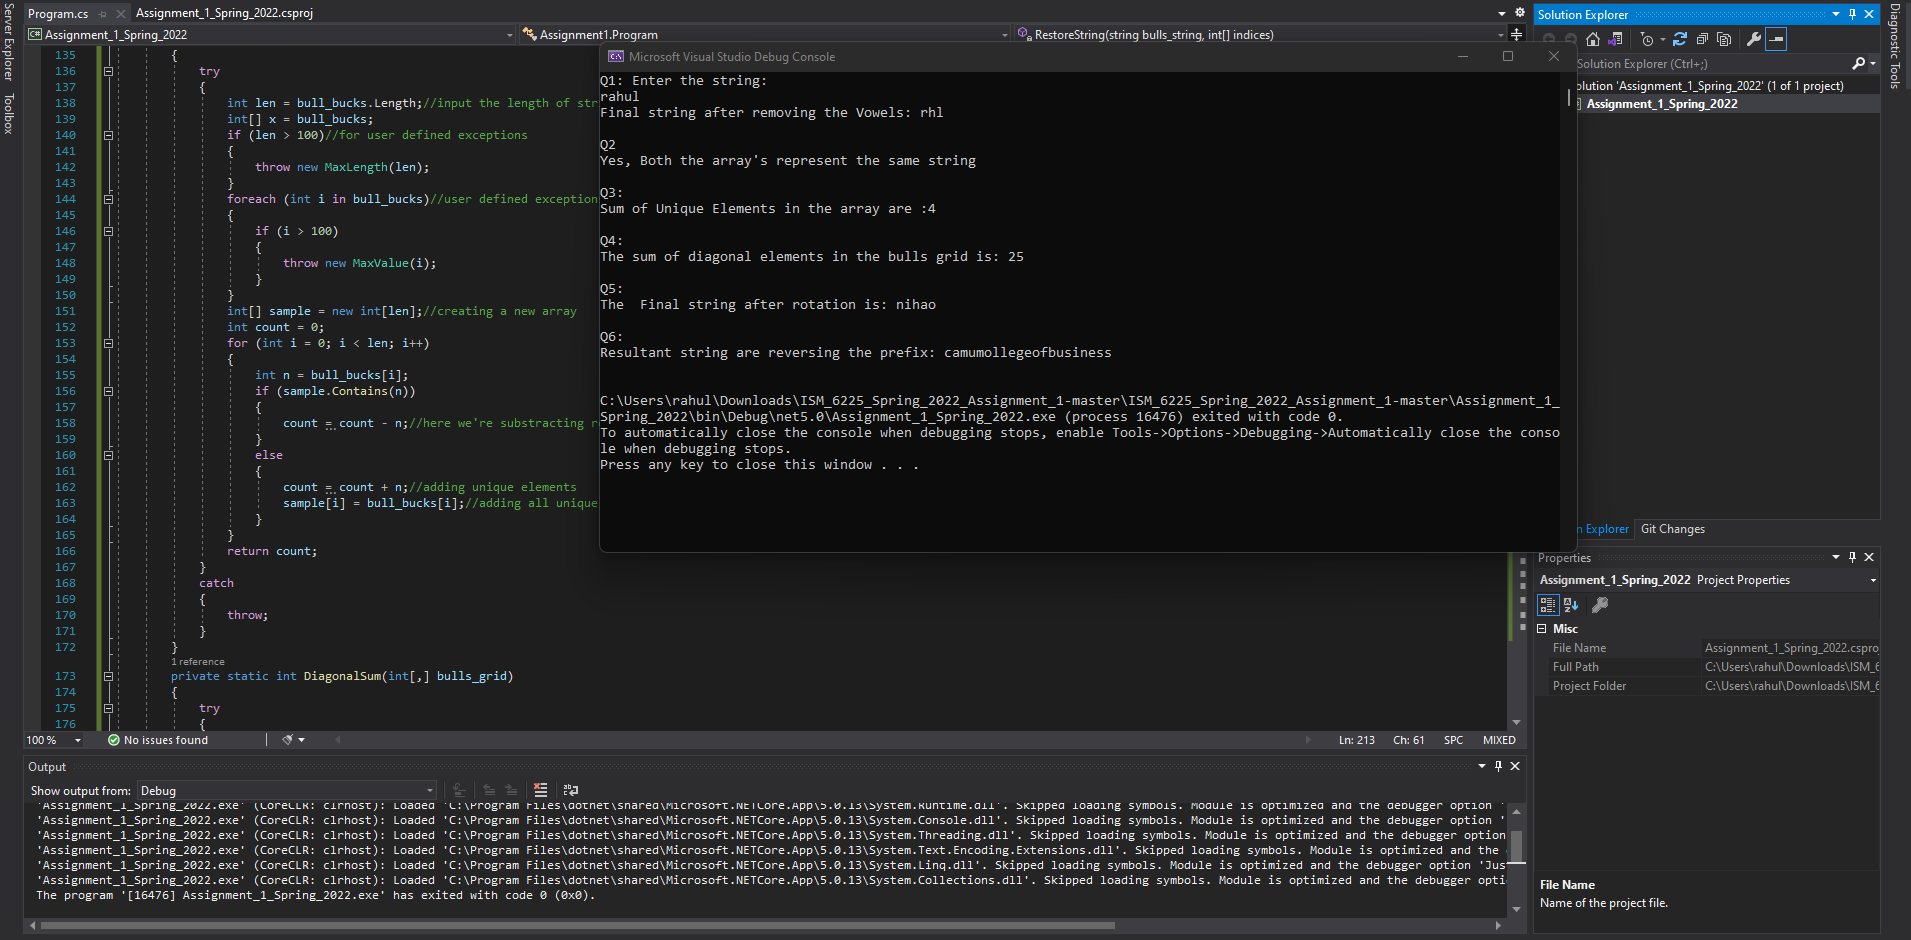 Server Explorer
Toolbox
Program.cs
Assignment_1_Spring_2022.csproj
C# Assignment_1_Spring_2022
Assignment1.Program
RestoreString(string bulls_string, int[] indices)
135 {
136 try
137 {
138 int len = bull_bucks.Length;//input the length of str
139 int[] x = bull_bucks;
140 if (len > 100)//for user defined exceptions
141 {
142 throw new MaxLength(len);
143 }
144 foreach (int i in bull_bucks)//user defined exception
145 {
146 if (i > 100)
147 {
148 throw new MaxValue(i);
149 }
150 }
151 int[] sample = new int[len];//creating a new array
152 int count = 0;
153 for (int i = 0; i < len; i++)
154 {
155 int n = bull_bucks[i];
156 if (sample.Contains(n))
157 {
158 count = count - n;//here we're substracting r
159 }
160 else
161 {
162 count = count + n;//adding unique elements
163 sample[i] = bull_bucks[i];//adding all unique
164 }
165 }
166 return count;
167 }
168 catch
169 {
170 throw;
171 }
172 }
1 reference
173 private static int DiagonalSum(int[,] bulls_grid)
174 {
175 try
176 {
100 %
No issues found
Ln: 213 Ch: 61 SPC MIXED
Microsoft Visual Studio Debug Console
Q1: Enter the string:
rahul
Final string after removing the Vowels: rhl
Q2
Yes, Both the array's represent the same string
Q3:
Sum of Unique Elements in the array are :4
Q4:
The sum of diagonal elements in the bulls grid is: 25
Q5:
The  Final string after rotation is: nihao
Q6:
Resultant string are reversing the prefix: camumollegeofbusiness
C:\Users\rahul\Downloads\ISM_6225_Spring_2022_Assignment_1-master\ISM_6225_Spring_2022_Assignment_1-master\Assignment_1_
Spring_2022\bin\Debug\net5.0\Assignment_1_Spring_2022.exe (process 16476) exited with code 0.
To automatically close the console when debugging stops, enable Tools->Options->Debugging->Automatically close the conso
le when debugging stops.
Press any key to close this window . . .
Output
Show output from: Debug
'Assignment_1_Spring_2022.exe' (CoreCLR: clrhost): Loaded 'C:\Program Files\dotnet\shared\Microsoft.NETCore.App\5.0.13\System.Runtime.dll'. Skipped loading symbols. Module is optimized and the debugger option '
'Assignment_1_Spring_2022.exe' (CoreCLR: clrhost): Loaded 'C:\Program Files\dotnet\shared\Microsoft.NETCore.App\5.0.13\System.Console.dll'. Skipped loading symbols. Module is optimized and the debugger option '
'Assignment_1_Spring_2022.exe' (CoreCLR: clrhost): Loaded 'C:\Program Files\dotnet\shared\Microsoft.NETCore.App\5.0.13\System.Threading.dll'. Skipped loading symbols. Module is optimized and the debugger option
'Assignment_1_Spring_2022.exe' (CoreCLR: clrhost): Loaded 'C:\Program Files\dotnet\shared\Microsoft.NETCore.App\5.0.13\System.Text.Encoding.Extensions.dll'. Skipped loading symbols. Module is optimized and the
'Assignment_1_Spring_2022.exe' (CoreCLR: clrhost): Loaded 'C:\Program Files\dotnet\shared\Microsoft.NETCore.App\5.0.13\System.Linq.dll'. Skipped loading symbols. Module is optimized and the debugger option 'Jus
'Assignment_1_Spring_2022.exe' (CoreCLR: clrhost): Loaded 'C:\Program Files\dotnet\shared\Microsoft.NETCore.App\5.0.13\System.Collections.dll'. Skipped loading symbols. Module is optimized and the debugger opti
The program '[16476] Assignment_1_Spring_2022.exe' has exited with code 0 (0x0).
Solution Explorer
Solution Explorer (Ctrl+;)
olution 'Assignment_1_Spring_2022' (1 of 1 project)
Assignment_1_Spring_2022
n Explorer
Git Changes
Properties
Assignment_1_Spring_2022 Project Properties
Misc
File Name Assignment_1_Spring_2022.csproj
Full Path C:\Users\rahul\Downloads\ISM_6
Project Folder C:\Users\rahul\Downloads\ISM_6
File Name
Name of the project file.
Diagnostic Tools